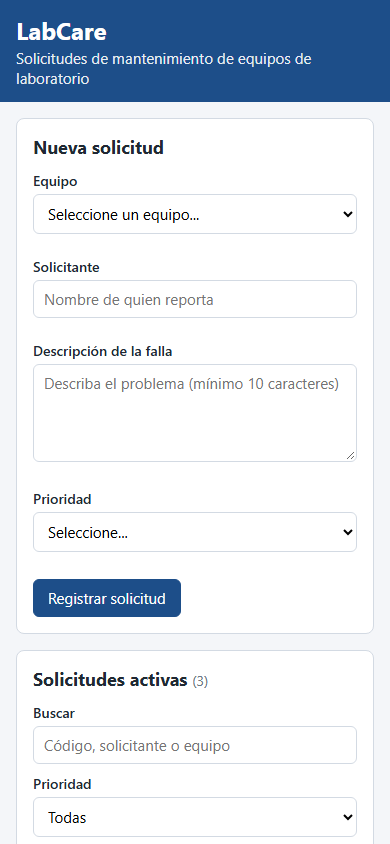 LabCare
Solicitudes de mantenimiento de equipos de
laboratorio
Nueva solicitud
Equipo
Seleccione un equipo...
Solicitante
Nombre de quien reporta
Descripción de la falla
Describa el problema (mínimo 10 caracteres)
Prioridad
Seleccione...
Registrar solicitud
Solicitudes activas (3)
Buscar
Código, solicitante o equipo
Prioridad
Todas